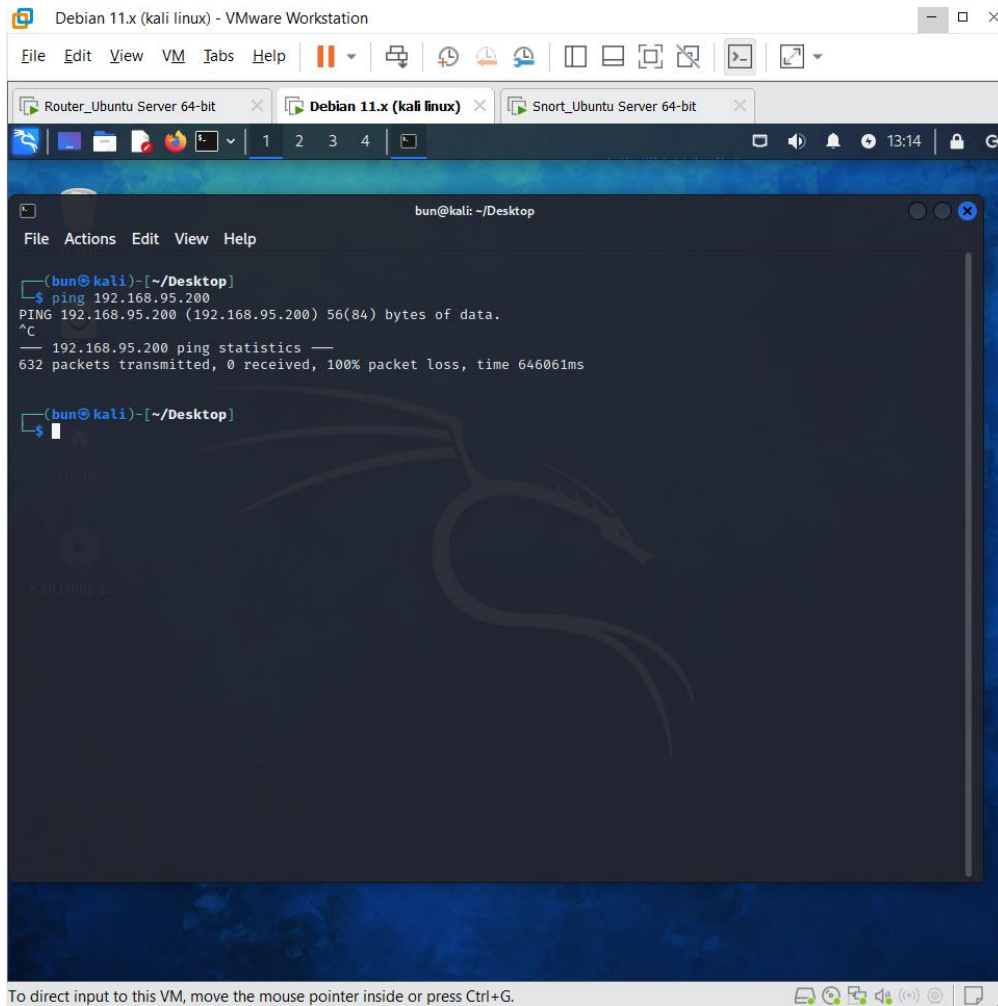 Debian 11.x (kali linux) - VMware Workstation
File Edit View VM Tabs Help
Router_Ubuntu Server 64-bit Debian 11.x (kali linux) Snort_Ubuntu Server 64-bit
1 2 3 4 13:14
bun@kali: ~/Desktop
File Actions Edit View Help
┌──(bun㉿kali)-[~/Desktop]
└─$ ping 192.168.95.200
PING 192.168.95.200 (192.168.95.200) 56(84) bytes of data.
^C
── 192.168.95.200 ping statistics ──
632 packets transmitted, 0 received, 100% packet loss, time 646061ms
┌──(bun㉿kali)-[~/Desktop]
└─$
Home
Kali Linux a...
To direct input to this VM, move the mouse pointer inside or press Ctrl+G.